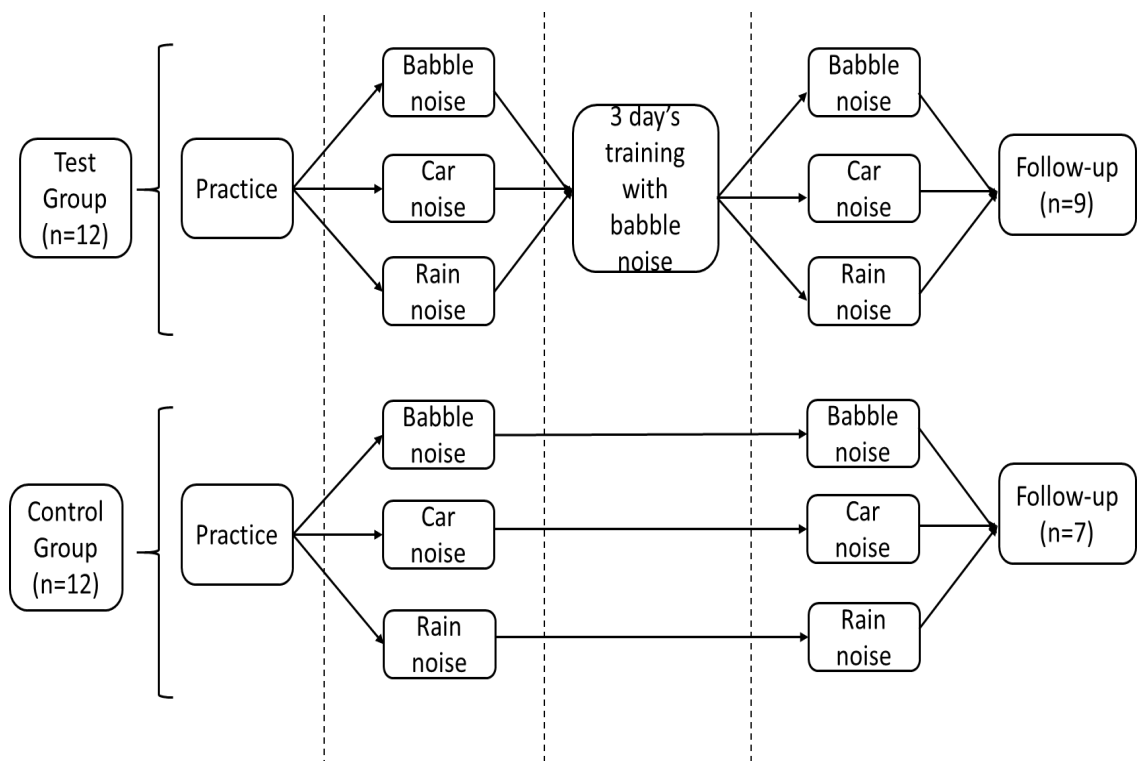 Test
Group
(n=12)
Practice
Babble
noise
Car
noise
Rain
noise
3 day's
training
with
babble
noise
Babble
noise
Car
noise
Rain
noise
Follow-up
(n=9)
Control
Group
(n=12)
Practice
Babble
noise
Car
noise
Rain
noise
Babble
noise
Car
noise
Rain
noise
Follow-up
(n=7)